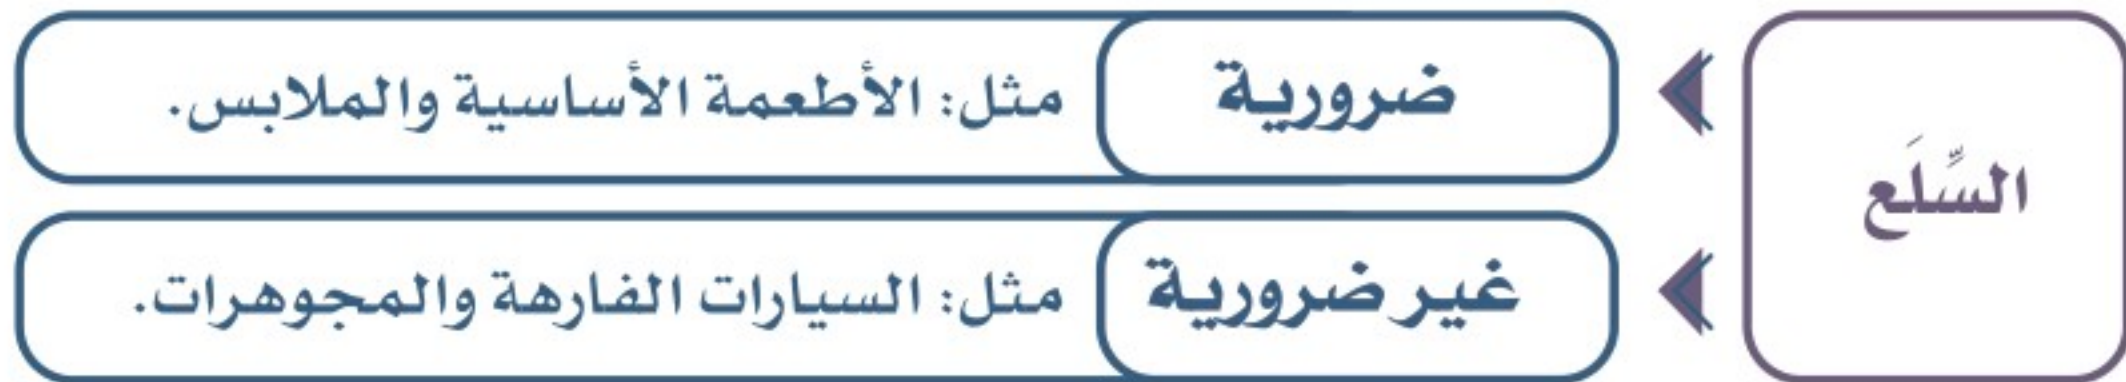 السِّلَع
ضرورية
مثل: الأطعمة الأساسية والملابس.
غير ضرورية
مثل: السيارات الفارهة والمجوهرات.